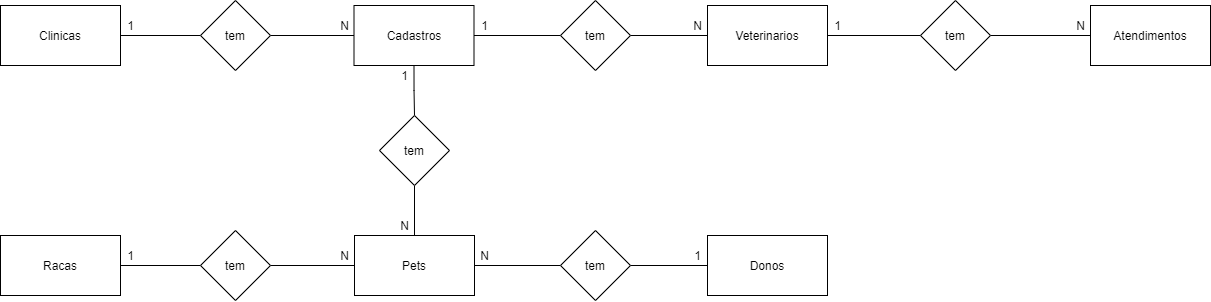 Clinicas 1 tem N Cadastros 1 tem N Veterinarios 1 tem N Atendimentos
1
tem
N
Racas 1 tem N Pets N tem 1 Donos